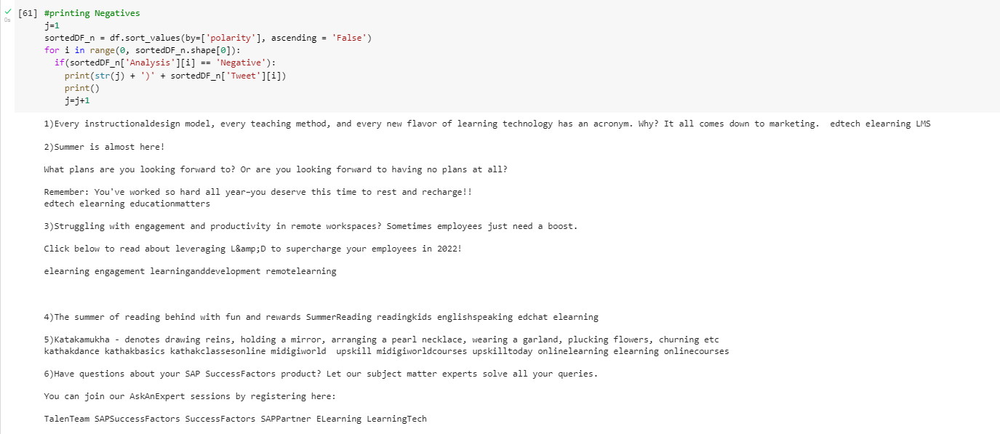 [61] #printing Negatives
0s
j=1
sortedDF_n = df.sort_values(by=['polarity'], ascending = 'False')
for i in range(0, sortedDF_n.shape[0]):
  if(sortedDF_n['Analysis'][i] == 'Negative'):
    print(str(j) + ')' + sortedDF_n['Tweet'][i])
    print()
    j=j+1
1)Every instructionaldesign model, every teaching method, and every new flavor of learning technology has an acronym. Why? It all comes down to marketing.  edtech elearning LMS
2)Summer is almost here!
What plans are you looking forward to? Or are you looking forward to having no plans at all?
Remember: You've worked so hard all year—you deserve this time to rest and recharge!!
edtech elearning educationmatters
3)Struggling with engagement and productivity in remote workspaces? Sometimes employees just need a boost.
Click below to read about leveraging L&amp;D to supercharge your employees in 2022!
elearning engagement learninganddevelopment remotelearning
4)The summer of reading behind with fun and rewards SummerReading readingkids englishspeaking edchat elearning
5)Katakamukha - denotes drawing reins, holding a mirror, arranging a pearl necklace, wearing a garland, plucking flowers, churning etc
kathakdance kathakbasics kathakclassesonline midigiworld  upskill midigiworldcourses upskilltoday onlinelearning elearning onlinecourses
6)Have questions about your SAP SuccessFactors product? Let our subject matter experts solve all your queries.
You can join our AskAnExpert sessions by registering here:
TalenTeam SAPSuccessFactors SuccessFactors SAPPartner ELearning LearningTech